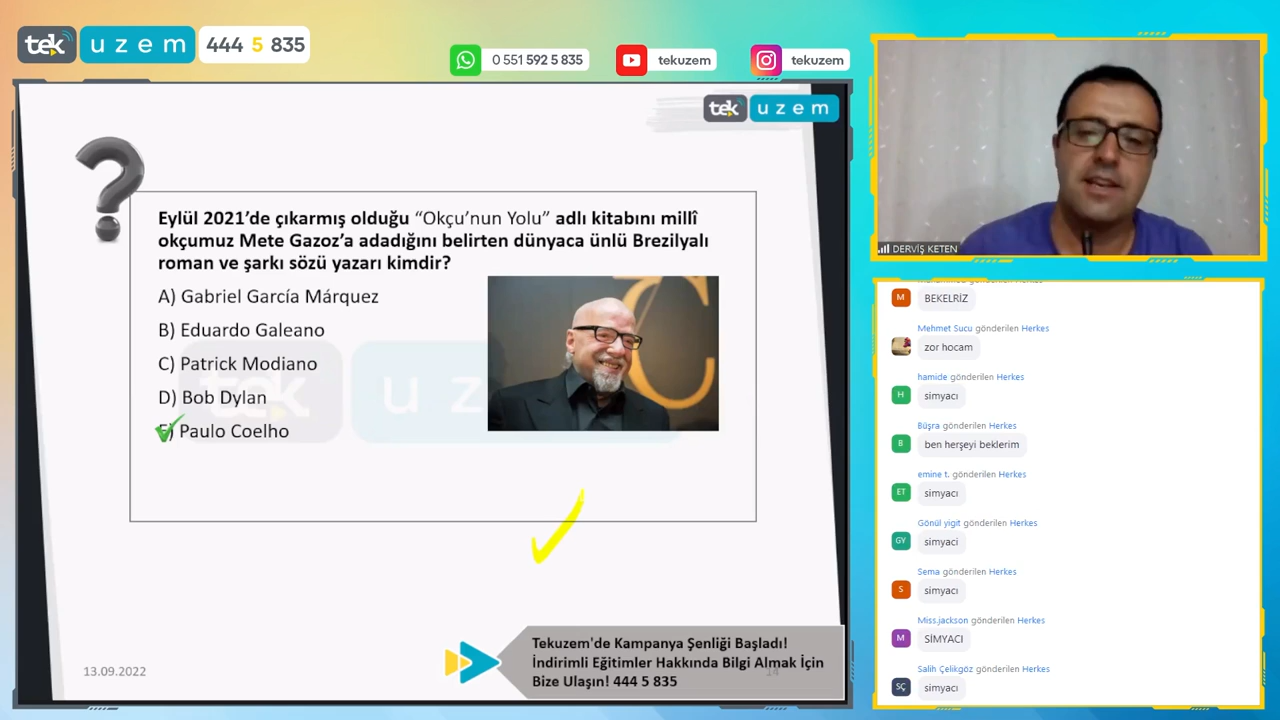 tek uzem 444 5 835
0 551 592 5 835
tekuzem
tekuzem
tek uzem
Eylül 2021’de çıkarmış olduğu “Okçu’nun Yolu” adlı kitabını millî
okçumuz Mete Gazoz’a adadığını belirten dünyaca ünlü Brezilyalı
roman ve şarkı sözü yazarı kimdir?
A) Gabriel García Márquez
B) Eduardo Galeano
C) Patrick Modiano
D) Bob Dylan
E) Paulo Coelho
13.09.2022
14
Tekuzem'de Kampanya Şenliği Başladı!
İndirimli Eğitimler Hakkında Bilgi Almak İçin
Bize Ulaşın! 444 5 835
DERVİŞ KETEN
M
BEKELRİZ
Mehmet Sucu gönderilen Herkes
zor hocam
hamide gönderilen Herkes
H
simyacı
Büşra gönderilen Herkes
B
ben herşeyi beklerim
emine t. gönderilen Herkes
ET
simyacı
Gönül yigit gönderilen Herkes
GY
simyaci
Sema gönderilen Herkes
S
simyacı
Miss.jackson gönderilen Herkes
M
SİMYACI
Salih Çelikgöz gönderilen Herkes
SÇ
simyacı